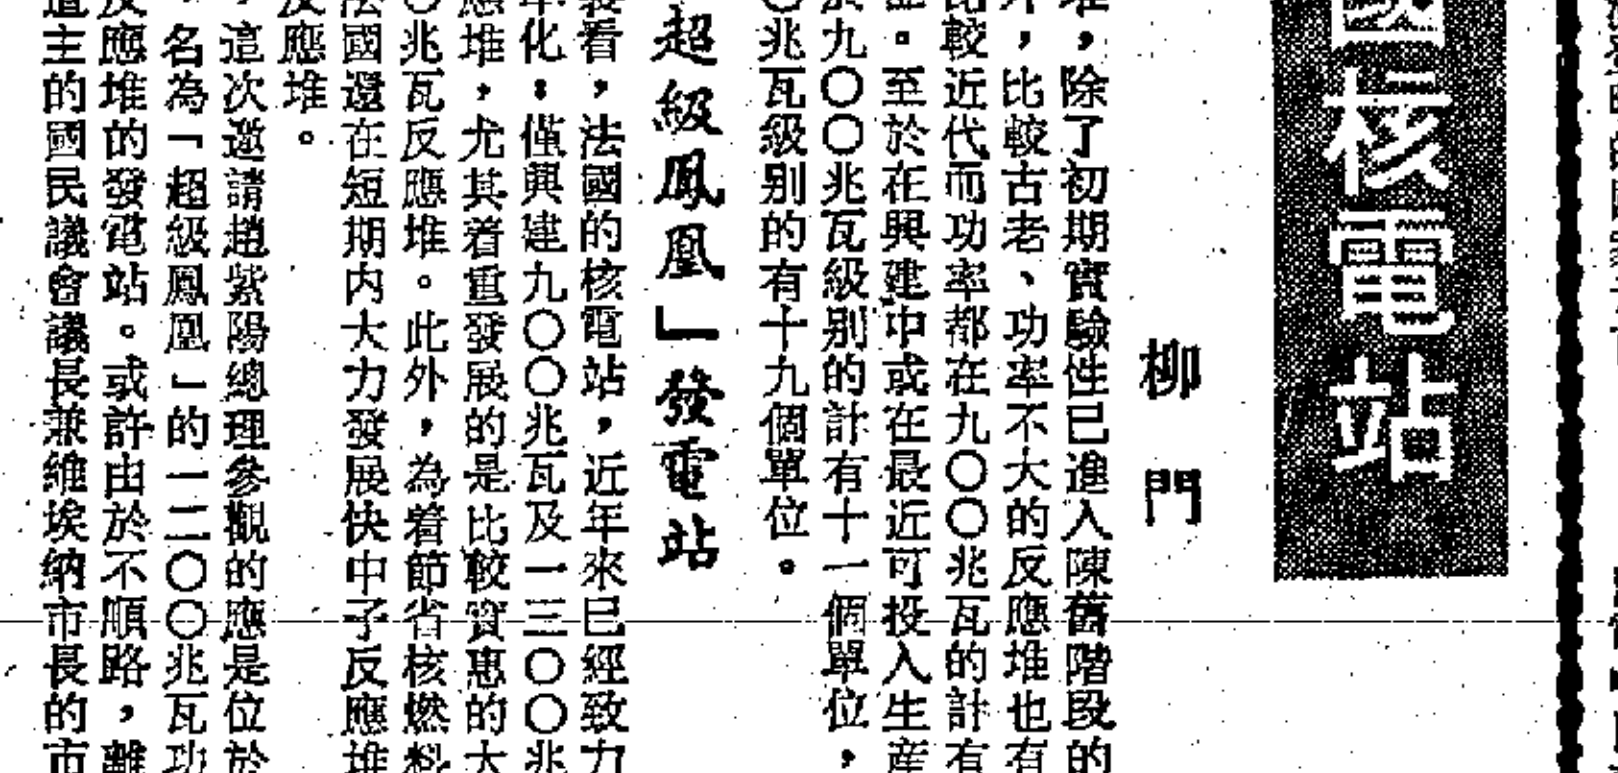 國核電站
柳門
堆，除了初期實驗性已進入陳舊階段的
外，比較古老、功率不大的反應堆也有
比較近代而功率都在九〇〇兆瓦的計有
。至於在興建中或在最近可投入生産
於九〇〇兆瓦級别的計有十一個單位，
〇兆瓦級别的有十九個單位。
超級鳳凰」發電站
看，法國的核電站，近年來已經致力
化；僅興建九〇〇兆瓦及一三〇〇兆
應堆，尤其着重發展的是比較實惠的大
〇兆瓦反應堆。此外，為着節省核燃料
法國還在短期内大力發展快中子反應堆
反應堆。
，這次邀請趙紫陽總理參觀的應是位於
，名為「超級鳳凰」的一二〇〇兆瓦功
反應堆的發電站。或許由於不順路，離
主的國民議會議長兼維埃納市長的市